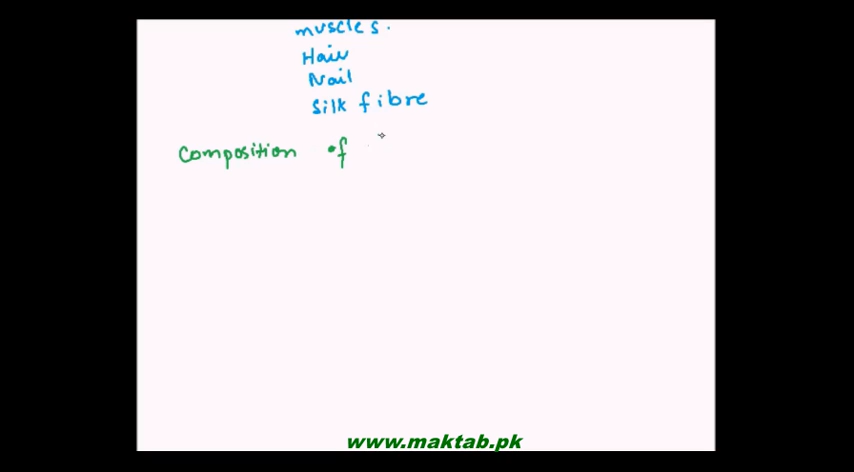 muscles.
Hair
Nail
Silk fibre
Composition of
www.maktab.pk